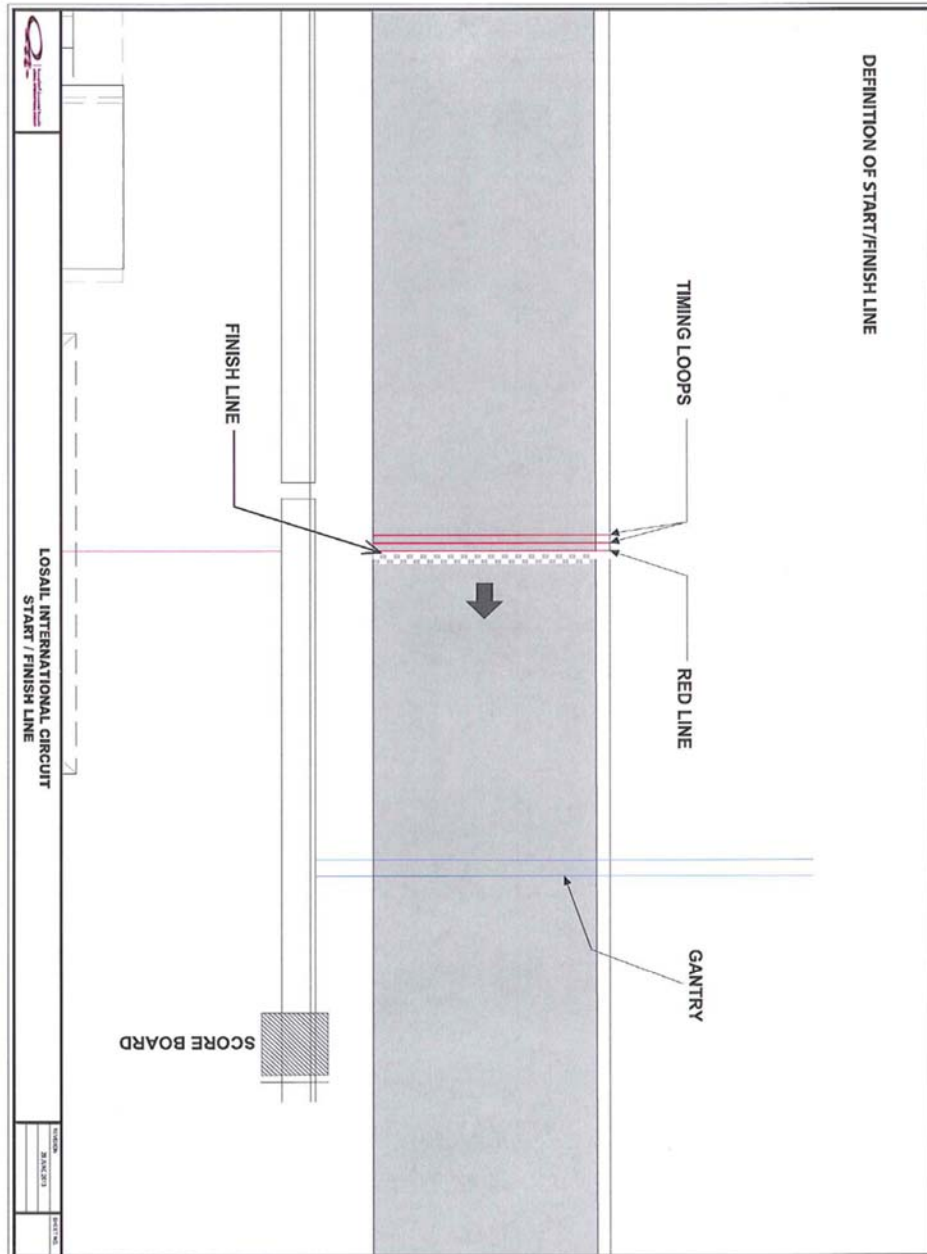 DEFINITION OF START/FINISH LINE
TIMING LOOPS
RED LINE
GANTRY
FINISH LINE
SCORE BOARD
LOSAIL INTERNATIONAL CIRCUIT
START / FINISH LINE